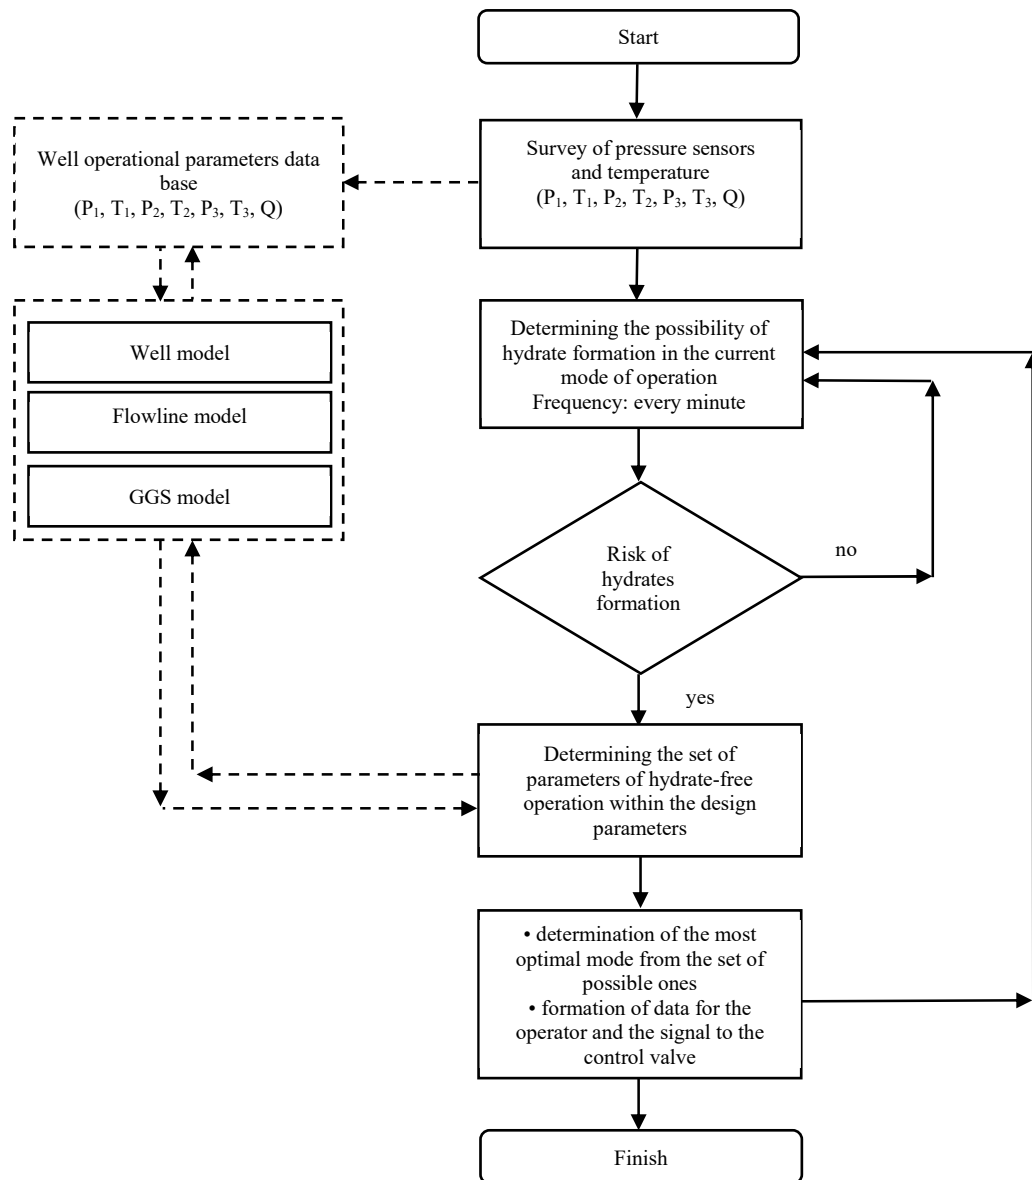 Start
Survey of pressure sensors
and temperature
(P₁, T₁, P₂, T₂, P₃, T₃, Q)
Well operational parameters data
base
(P₁, T₁, P₂, T₂, P₃, T₃, Q)
Well model
Flowline model
GGS model
Determining the possibility of
hydrate formation in the current
mode of operation
Frequency: every minute
Risk of
hydrates
formation
no
yes
Determining the set of
parameters of hydrate-free
operation within the design
parameters
• determination of the most
optimal mode from the set of
possible ones
• formation of data for the
operator and the signal to the
control valve
Finish